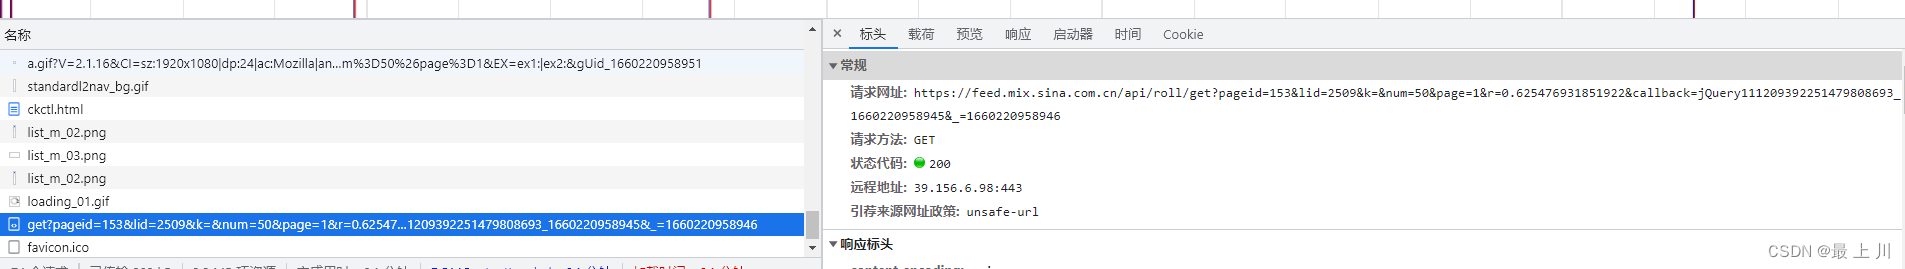 名称
a.gif?V=2.1.16&CI=sz:1920x1080|dp:24|ac:Mozilla|an...m%3D50%26page%3D1&EX=ex1:|ex2:&gUid_1660220958951
standardl2nav_bg.gif
ckctl.html
list_m_02.png
list_m_03.png
list_m_02.png
loading_01.gif
get?pageid=153&lid=2509&k=&num=50&page=1&r=0.62547...1209392251479808693_1660220958945&_=1660220958946
favicon.ico
× 标头 载荷 预览 响应 启动器 时间 Cookie
▼常规
请求网址: https://feed.mix.sina.com.cn/api/roll/get?pageid=153&lid=2509&k=&num=50&page=1&r=0.625476931851922&callback=jQuery111209392251479808693_
1660220958945&_=1660220958946
请求方法: GET
状态代码: 200
远程地址: 39.156.6.98:443
引荐来源网址政策: unsafe-url
▼响应标头
CSDN @最 上 川